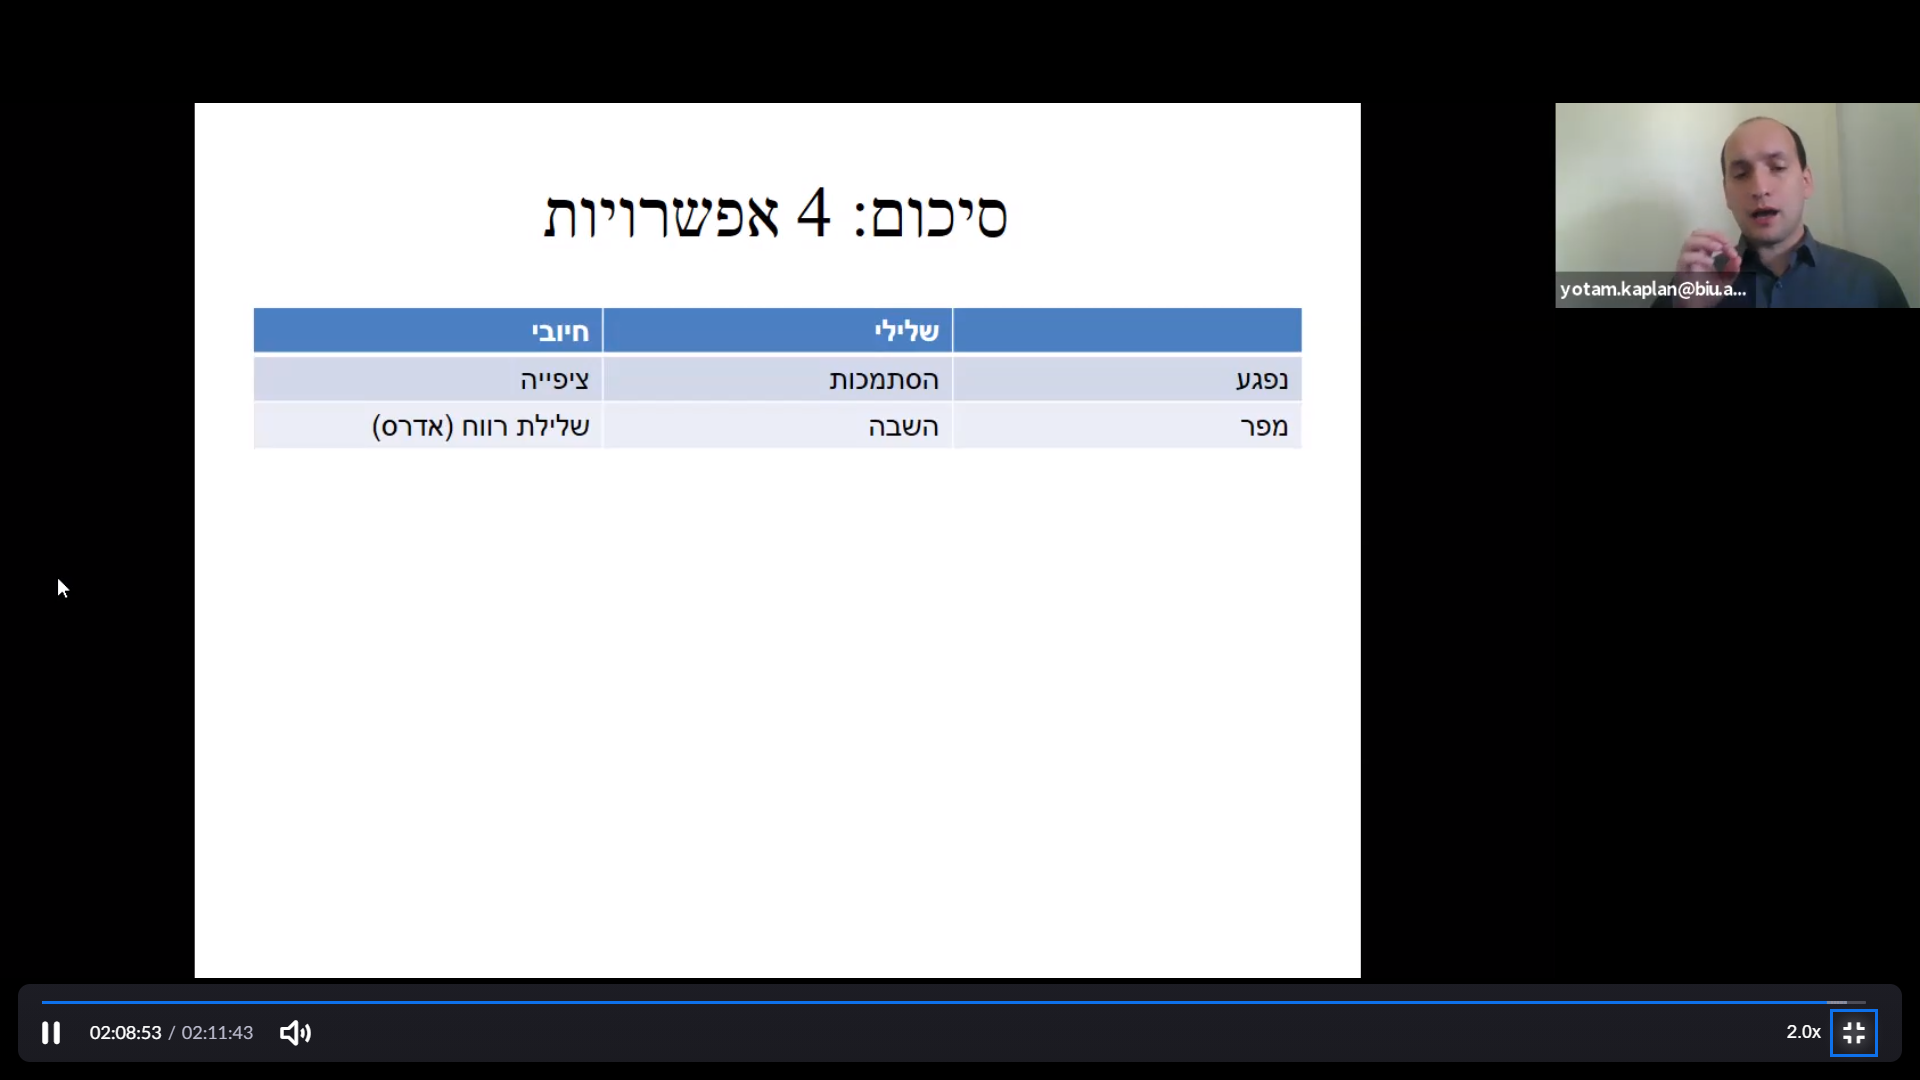 סיכום: 4 אפשרויות
שלילי חיובי
נפגע הסתמכות ציפייה
מפר השבה שלילת רווח (אדרס)
yotam.kaplan@biu.a...
02:08:53 / 02:11:43 2.0x